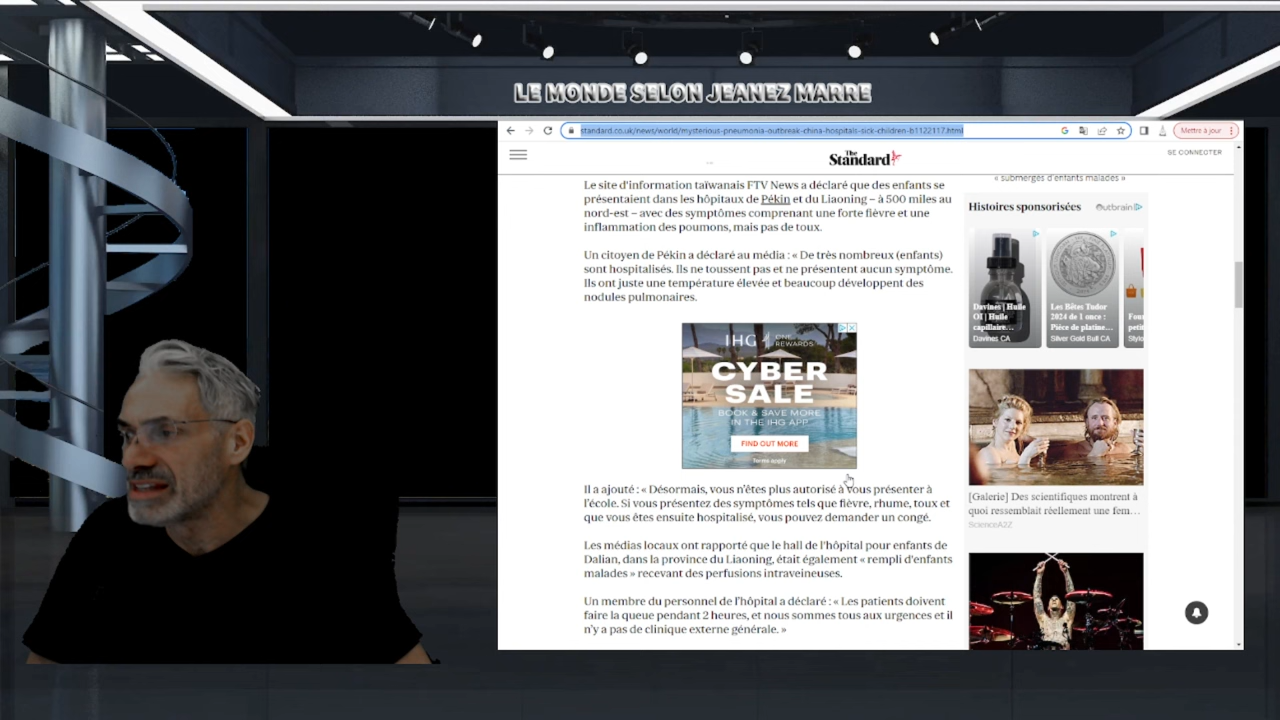 LE MONDE SELON JEANEZ MARRE
standard.co.uk/news/world/mysterious-pneumonia-outbreak-china-hospitals-sick-children-b1122117.html
Mettre à jour
The
Standard
SE CONNECTER
Le site d'information taïwanais FTV News a déclaré que des enfants se
présentaient dans les hôpitaux de Pékin et du Liaoning – à 500 miles au
nord-est – avec des symptômes comprenant une forte fièvre et une
inflammation des poumons, mais pas de toux.
Un citoyen de Pékin a déclaré au média : « De très nombreux (enfants)
sont hospitalisés. Ils ne toussent pas et ne présentent aucun symptôme.
Ils ont juste une température élevée et beaucoup développent des
nodules pulmonaires.
IHG ONE
REWARDS
CYBER
SALE
BOOK & SAVE MORE
IN THE IHG APP
FIND OUT MORE
Terms apply
Il a ajouté : « Désormais, vous n'êtes plus autorisé à vous présenter à
l'école. Si vous présentez des symptômes tels que fièvre, rhume, toux et
que vous êtes ensuite hospitalisé, vous pouvez demander un congé.
Les médias locaux ont rapporté que le hall de l'hôpital pour enfants de
Dalian, dans la province du Liaoning, était également « rempli d'enfants
malades » recevant des perfusions intraveineuses.
Un membre du personnel de l'hôpital a déclaré : « Les patients doivent
faire la queue pendant 2 heures, et nous sommes tous aux urgences et il
n'y a pas de clinique externe générale. »
« submergés d'enfants malades »
Histoires sponsorisées
Outbrain
Davines | Huile
OI | Huile
capillaire…
Davines CA
Les Bêtes Tudor
2024 de 1 once :
Pièce de platine…
Silver Gold Bull CA
Four
petit
Stylo
[Galerie] Des scientifiques montrent à
quoi ressemblait réellement une fem…
ScienceA2Z